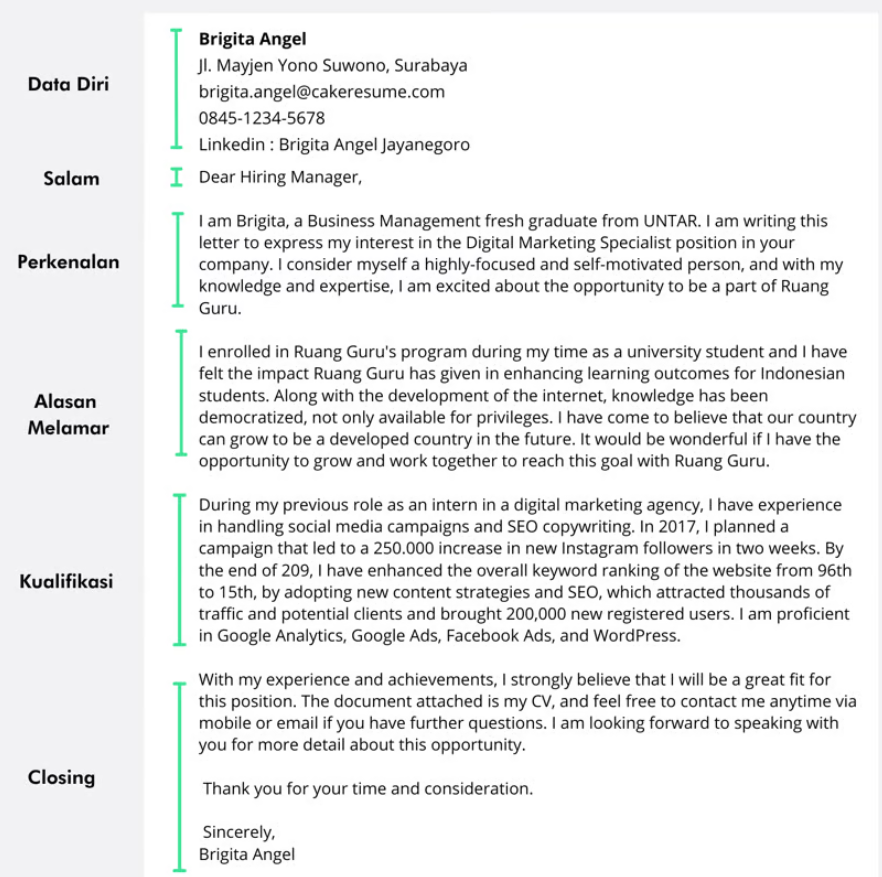 Data Diri
Brigita Angel
Jl. Mayjen Yono Suwono, Surabaya
brigita.angel@cakeresume.com
0845-1234-5678
Linkedin : Brigita Angel Jayanegoro
Salam
Dear Hiring Manager,
Perkenalan
I am Brigita, a Business Management fresh graduate from UNTAR. I am writing this
letter to express my interest in the Digital Marketing Specialist position in your
company. I consider myself a highly-focused and self-motivated person, and with my
knowledge and expertise, I am excited about the opportunity to be a part of Ruang
Guru.
Alasan
Melamar
I enrolled in Ruang Guru's program during my time as a university student and I have
felt the impact Ruang Guru has given in enhancing learning outcomes for Indonesian
students. Along with the development of the internet, knowledge has been
democratized, not only available for privileges. I have come to believe that our country
can grow to be a developed country in the future. It would be wonderful if I have the
opportunity to grow and work together to reach this goal with Ruang Guru.
Kualifikasi
During my previous role as an intern in a digital marketing agency, I have experience
in handling social media campaigns and SEO copywriting. In 2017, I planned a
campaign that led to a 250.000 increase in new Instagram followers in two weeks. By
the end of 209, I have enhanced the overall keyword ranking of the website from 96th
to 15th, by adopting new content strategies and SEO, which attracted thousands of
traffic and potential clients and brought 200,000 new registered users. I am proficient
in Google Analytics, Google Ads, Facebook Ads, and WordPress.
Closing
With my experience and achievements, I strongly believe that I will be a great fit for
this position. The document attached is my CV, and feel free to contact me anytime via
mobile or email if you have further questions. I am looking forward to speaking with
you for more detail about this opportunity.
Thank you for your time and consideration.
Sincerely,
Brigita Angel